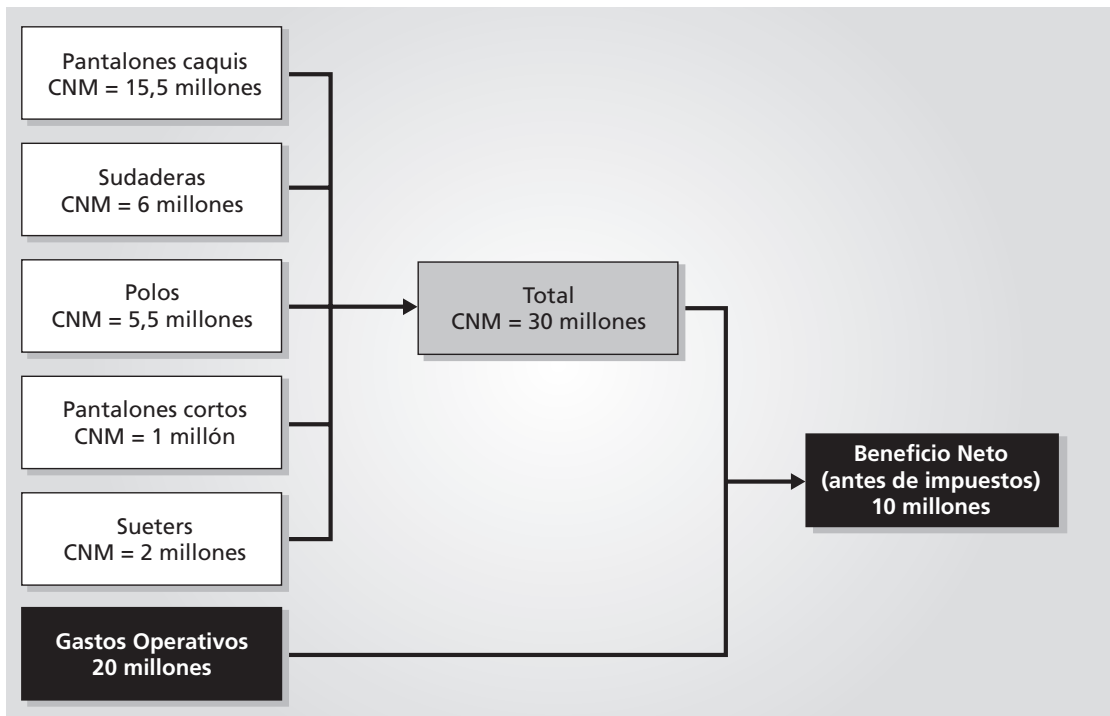 Pantalones caquis
CNM = 15,5 millones
Sudaderas
CNM = 6 millones
Polos
CNM = 5,5 millones
Pantalones cortos
CNM = 1 millón
Sueters
CNM = 2 millones
Gastos Operativos
20 millones
Total
CNM = 30 millones
Beneficio Neto
(antes de impuestos)
10 millones